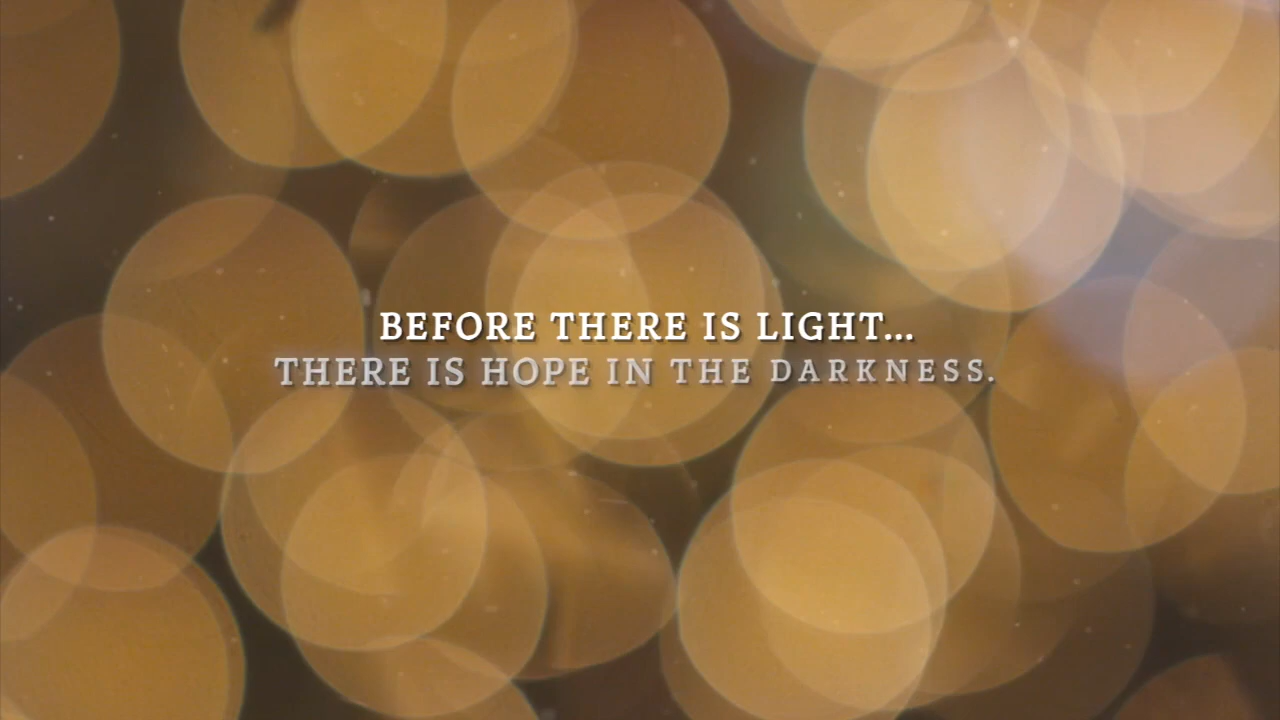 BEFORE THERE IS LIGHT...
THERE IS HOPE IN THE DARKNESS.